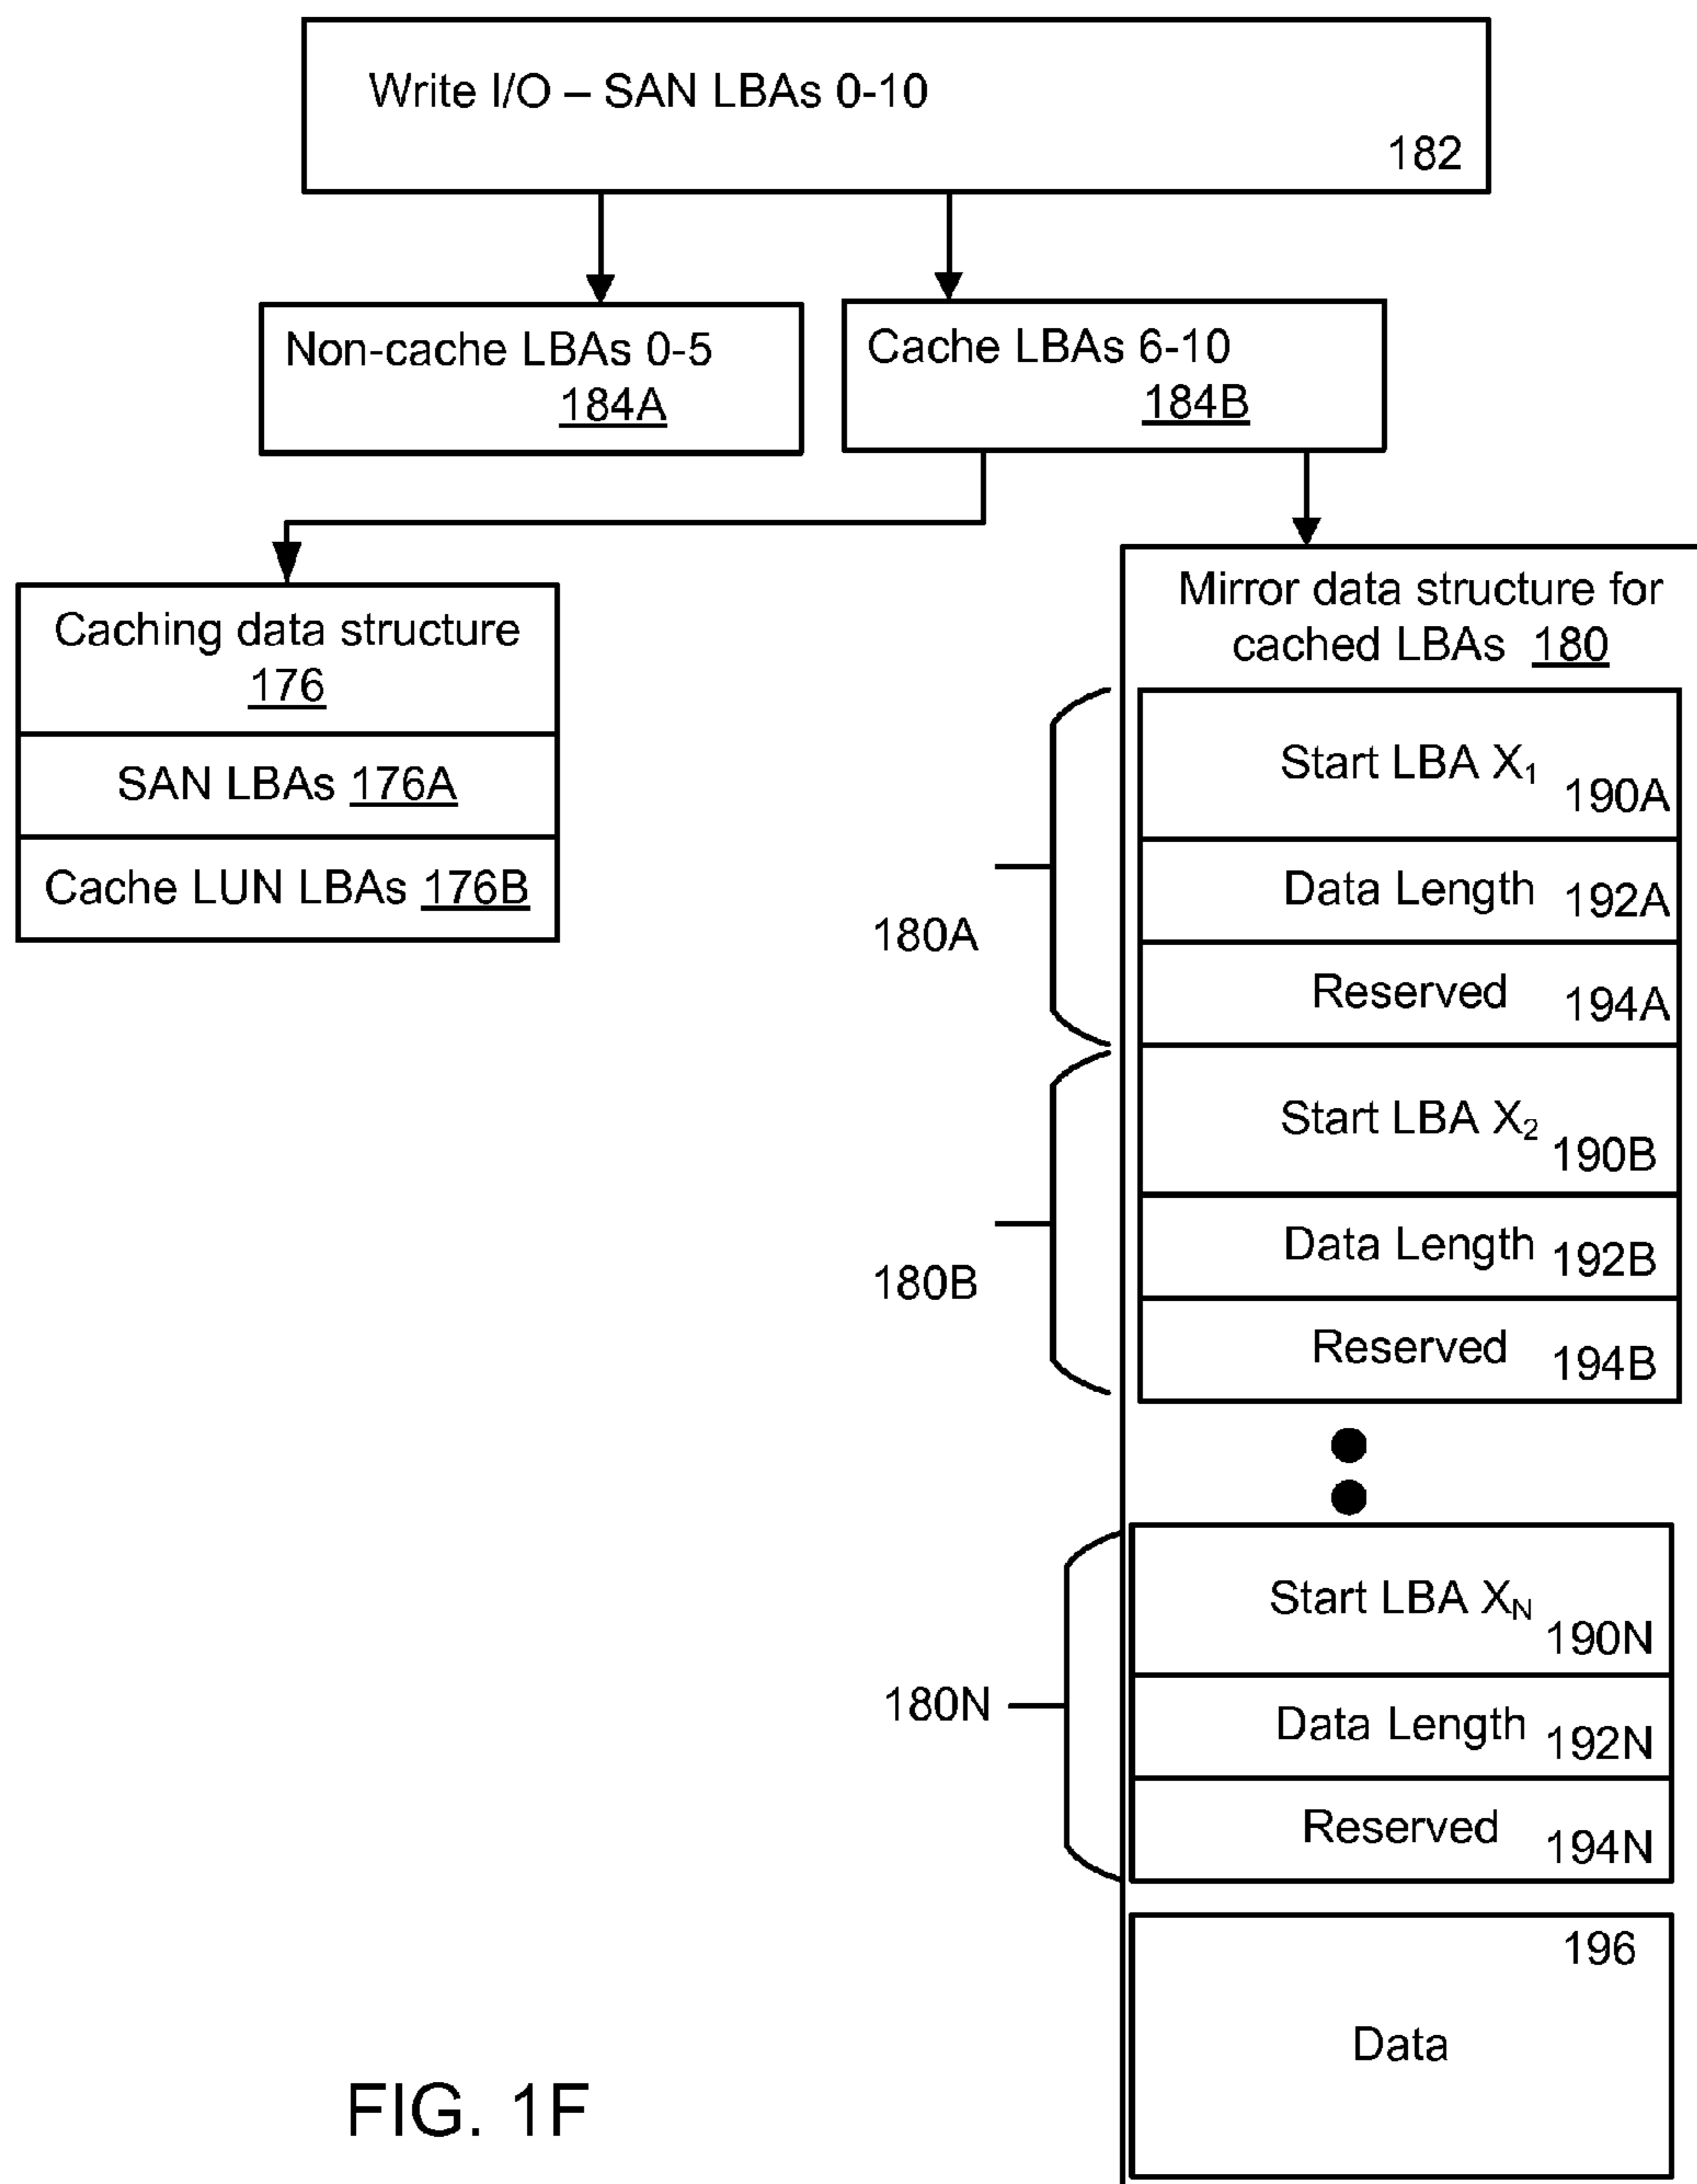 Write I/O – SAN LBAs 0-10
182
Non-cache LBAs 0-5
184A
Cache LBAs 6-10
184B
Caching data structure
176
SAN LBAs 176A
Cache LUN LBAs 176B
Mirror data structure for
cached LBAs 180
180A
Start LBA X₁
190A
Data Length 192A
Reserved 194A
180B
Start LBA X₂
190B
Data Length 192B
Reserved 194B
180N
Start LBA X_N
190N
Data Length 192N
Reserved 194N
196
Data
FIG. 1F